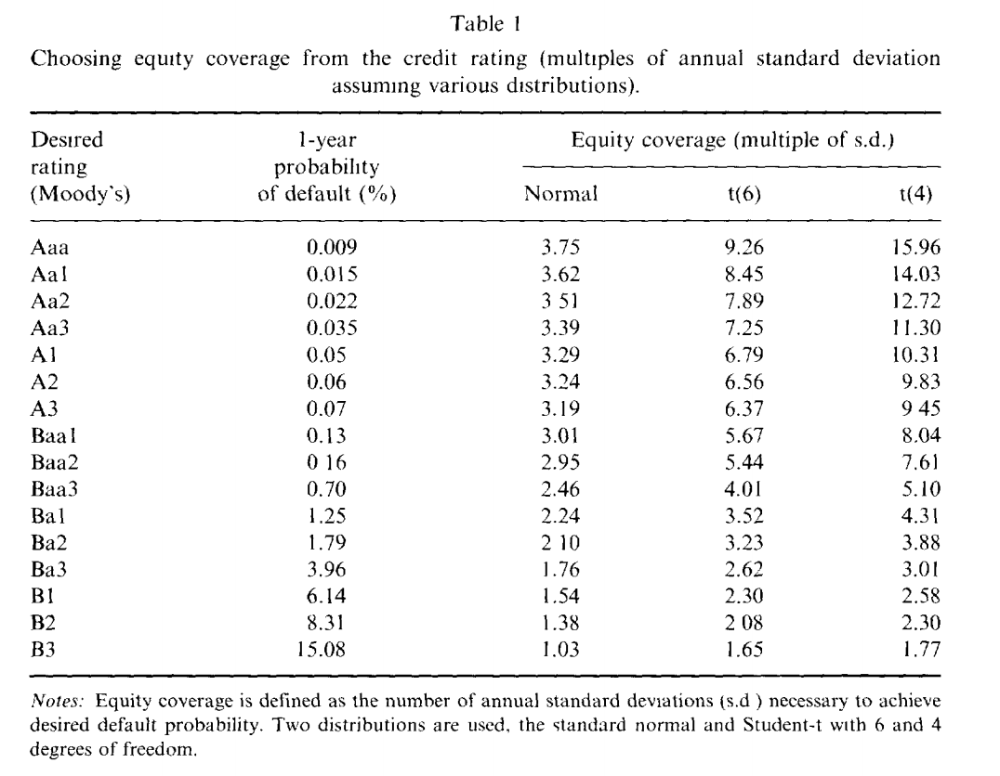 Table 1
Choosing equity coverage from the credit rating (multiples of annual standard deviation
assuming various distributions).
Desired 1-year Equity coverage (multiple of s.d.)
rating probability
(Moody's) of default (%) Normal t(6) t(4)
Aaa 0.009 3.75 9.26 15.96
Aa1 0.015 3.62 8.45 14.03
Aa2 0.022 3 51 7.89 12.72
Aa3 0.035 3.39 7.25 11.30
A1 0.05 3.29 6.79 10.31
A2 0.06 3.24 6.56 9.83
A3 0.07 3.19 6.37 9 45
Baa1 0.13 3.01 5.67 8.04
Baa2 0 16 2.95 5.44 7.61
Baa3 0.70 2.46 4.01 5.10
Ba1 1.25 2.24 3.52 4.31
Ba2 1.79 2 10 3.23 3.88
Ba3 3.96 1.76 2.62 3.01
B1 6.14 1.54 2.30 2.58
B2 8.31 1.38 2 08 2.30
B3 15.08 1.03 1.65 1.77
Notes: Equity coverage is defined as the number of annual standard deviations (s.d ) necessary to achieve
desired default probability. Two distributions are used, the standard normal and Student-t with 6 and 4
degrees of freedom.